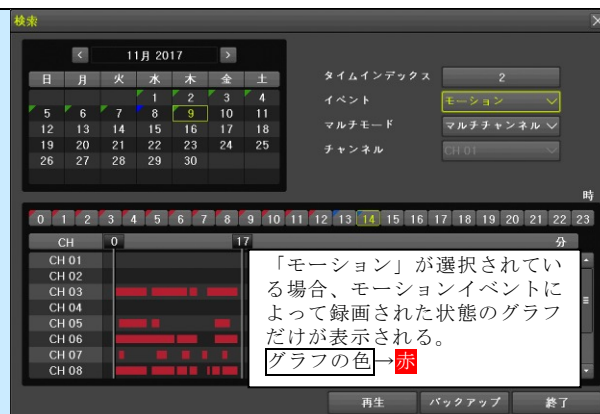 検索
11月 2017
日 月 火 水 木 金 土
1 2 3 4
5 6 7 8 9 10 11
12 13 14 15 16 17 18
19 20 21 22 23 24 25
26 27 28 29 30
タイムインデックス 2
イベント モーション
マルチモード マルチチャンネル
チャンネル CH 01
時
0 1 2 3 4 5 6 7 8 9 10 11 12 13 14 15 16 17 18 19 20 21 22 23
CH 0 17 分
CH 01
CH 02
CH 03
CH 04
CH 05
CH 06
CH 07
CH 08
「モーション」が選択されてい
る場合、モーションイベントに
よって録画された状態のグラフ
だけが表示される。
グラフの色→赤
再生 バックアップ 終了